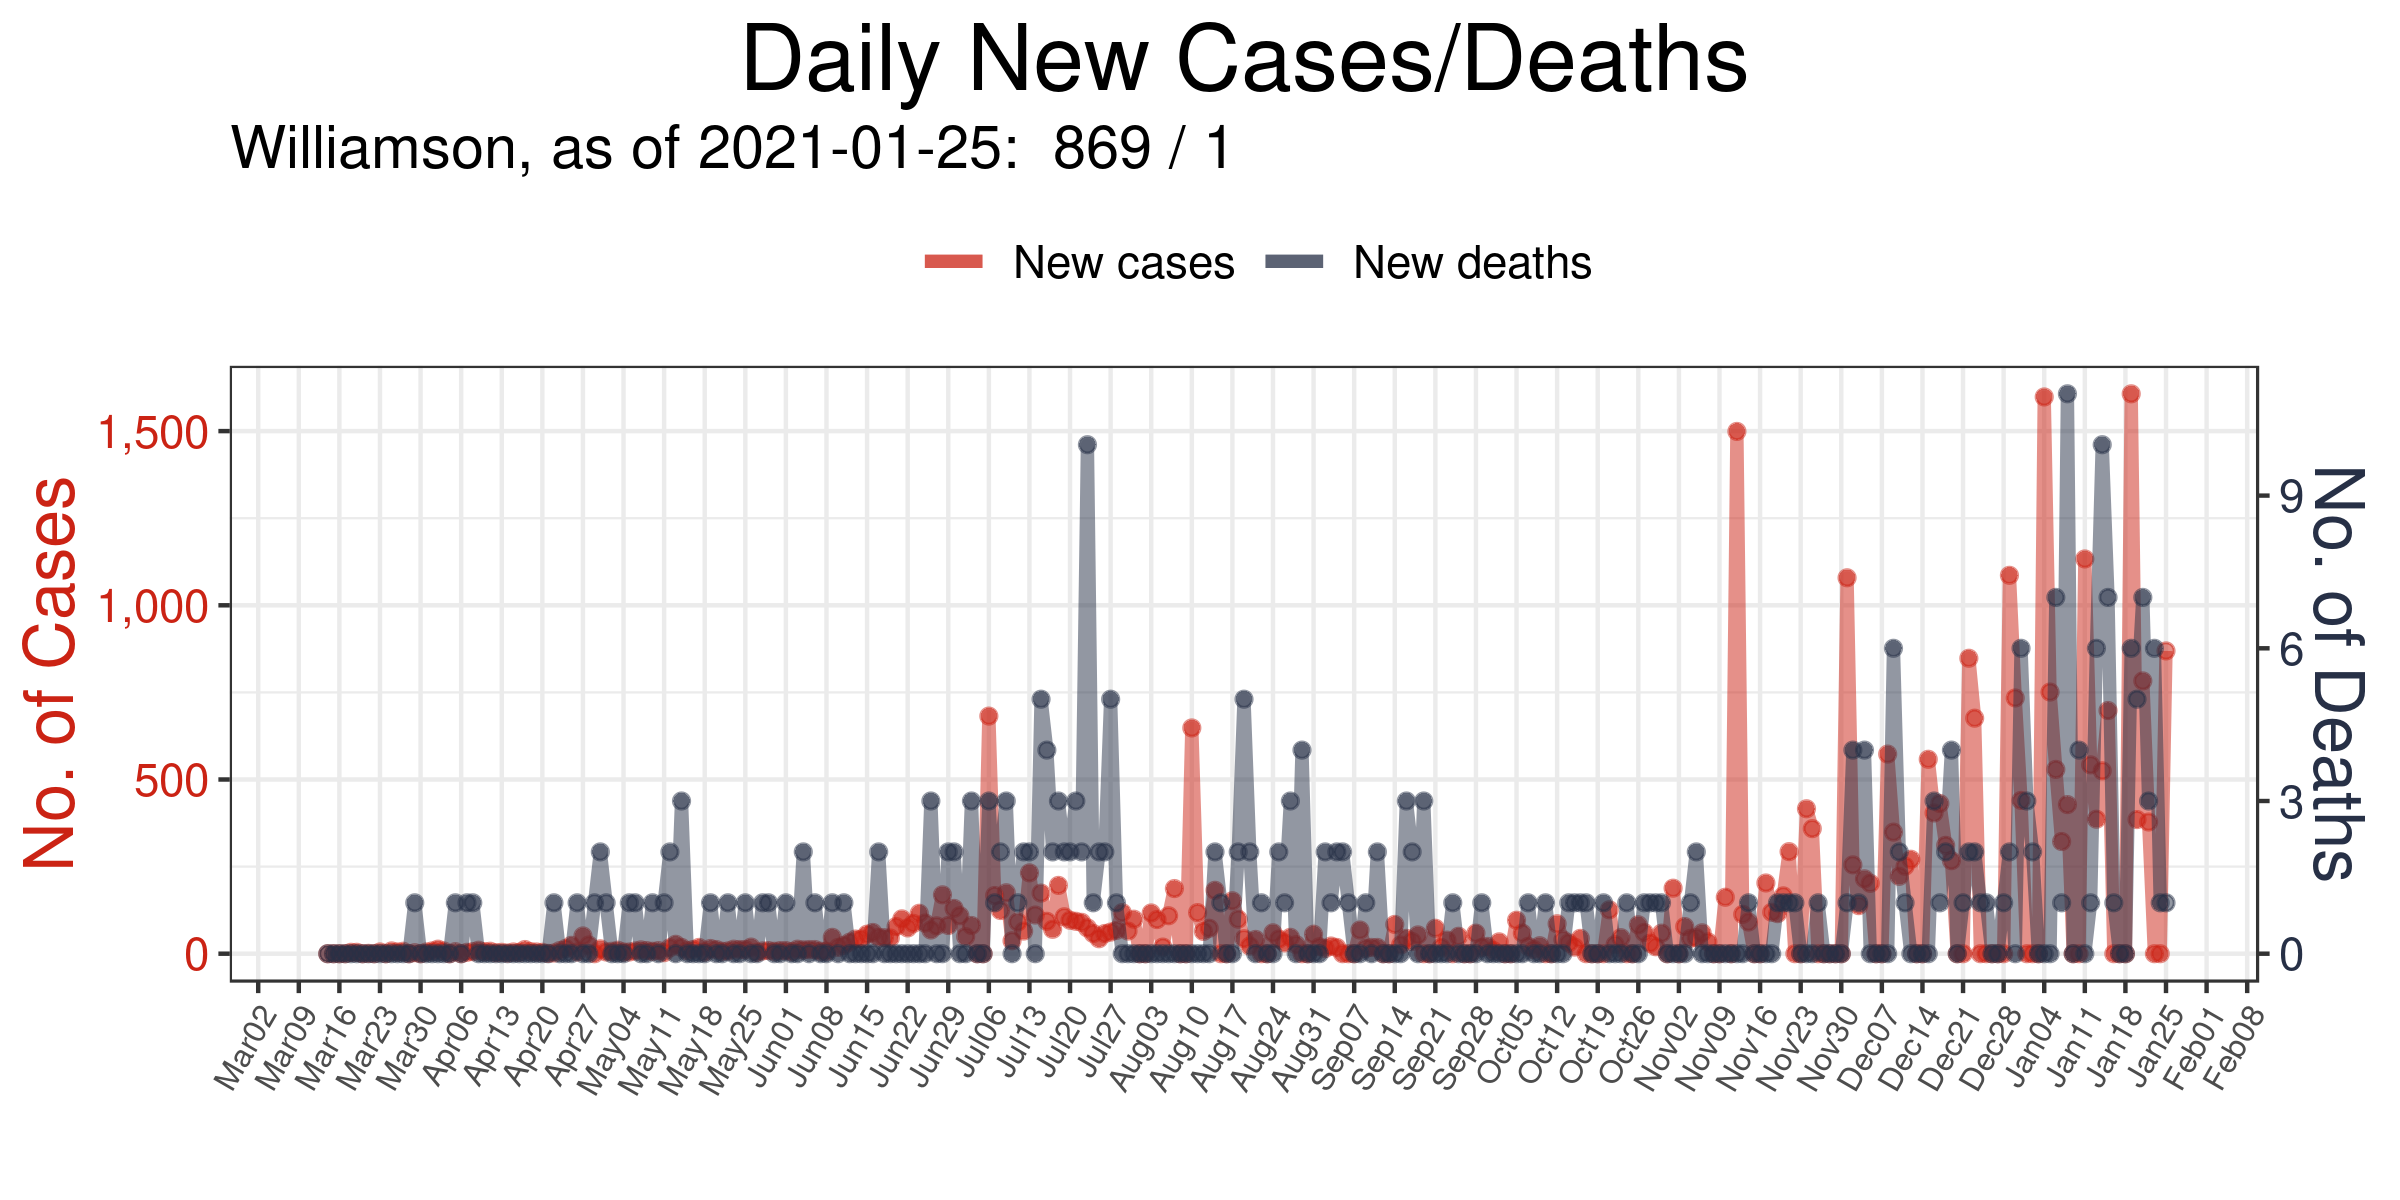 Daily New Cases/Deaths
Williamson, as of 2021-01-25:  869 / 1
New cases New deaths
No. of Cases
1,500
1,000
500
0
9
6
3
0
No. of Deaths
Mar02 Mar09 Mar16 Mar23 Mar30 Apr06 Apr13 Apr20 Apr27 May04 May11 May18 May25 Jun01 Jun08 Jun15 Jun22 Jun29 Jul06 Jul13 Jul20 Jul27 Aug03 Aug10 Aug17 Aug24 Aug31 Sep07 Sep14 Sep21 Sep28 Oct05 Oct12 Oct19 Oct26 Nov02 Nov09 Nov16 Nov23 Nov30 Nov07 Dec14 Dec21 Dec28 Dec04 Jan11 Jan18 Jan25 Jan25 Feb01 Feb08